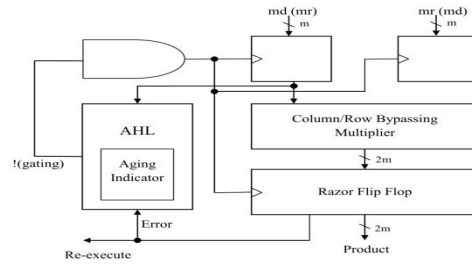 md (mr)
mr (md)
m
m
AHL
Aging
Indicator
Column/Row Bypassing
Multiplier
!(gating)
2m
Razor Flip Flop
Error
2m
Re-execute
Product